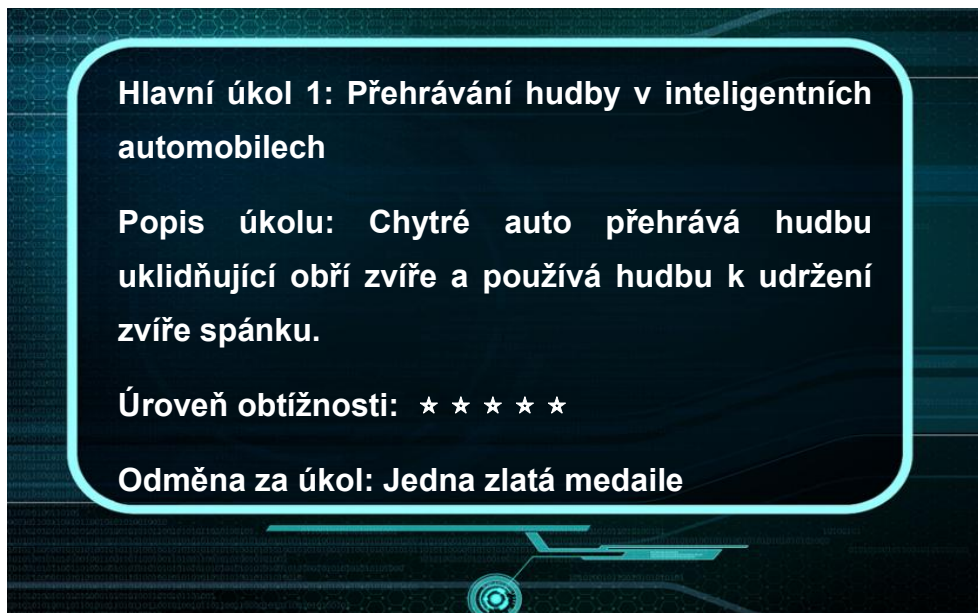 Hlavní úkol 1: Přehrávání hudby v inteligentních
automobilech
Popis úkolu: Chytré auto přehrává hudbu
uklidňující obří zvíře a používá hudbu k udržení
zvíře spánku.
Úroveň obtížnosti: ★ ★ ★ ★ ★
Odměna za úkol: Jedna zlatá medaile